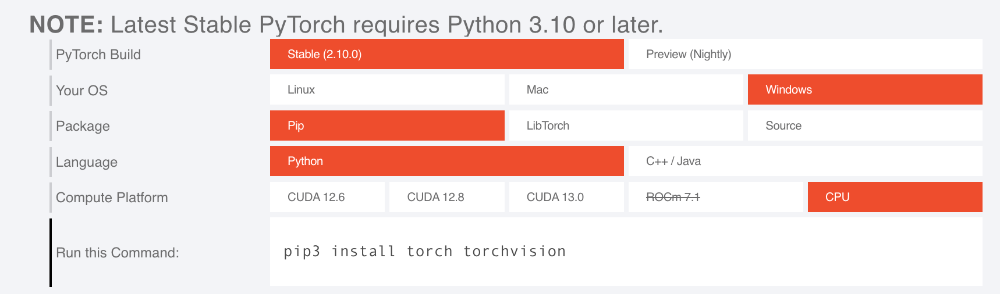 NOTE: Latest Stable PyTorch requires Python 3.10 or later.
PyTorch Build Stable (2.10.0) Preview (Nightly)
Your OS Linux Mac Windows
Package Pip LibTorch Source
Language Python C++ / Java
Compute Platform CUDA 12.6 CUDA 12.8 CUDA 13.0 ROCm 7.1 CPU
Run this Command: pip3 install torch torchvision